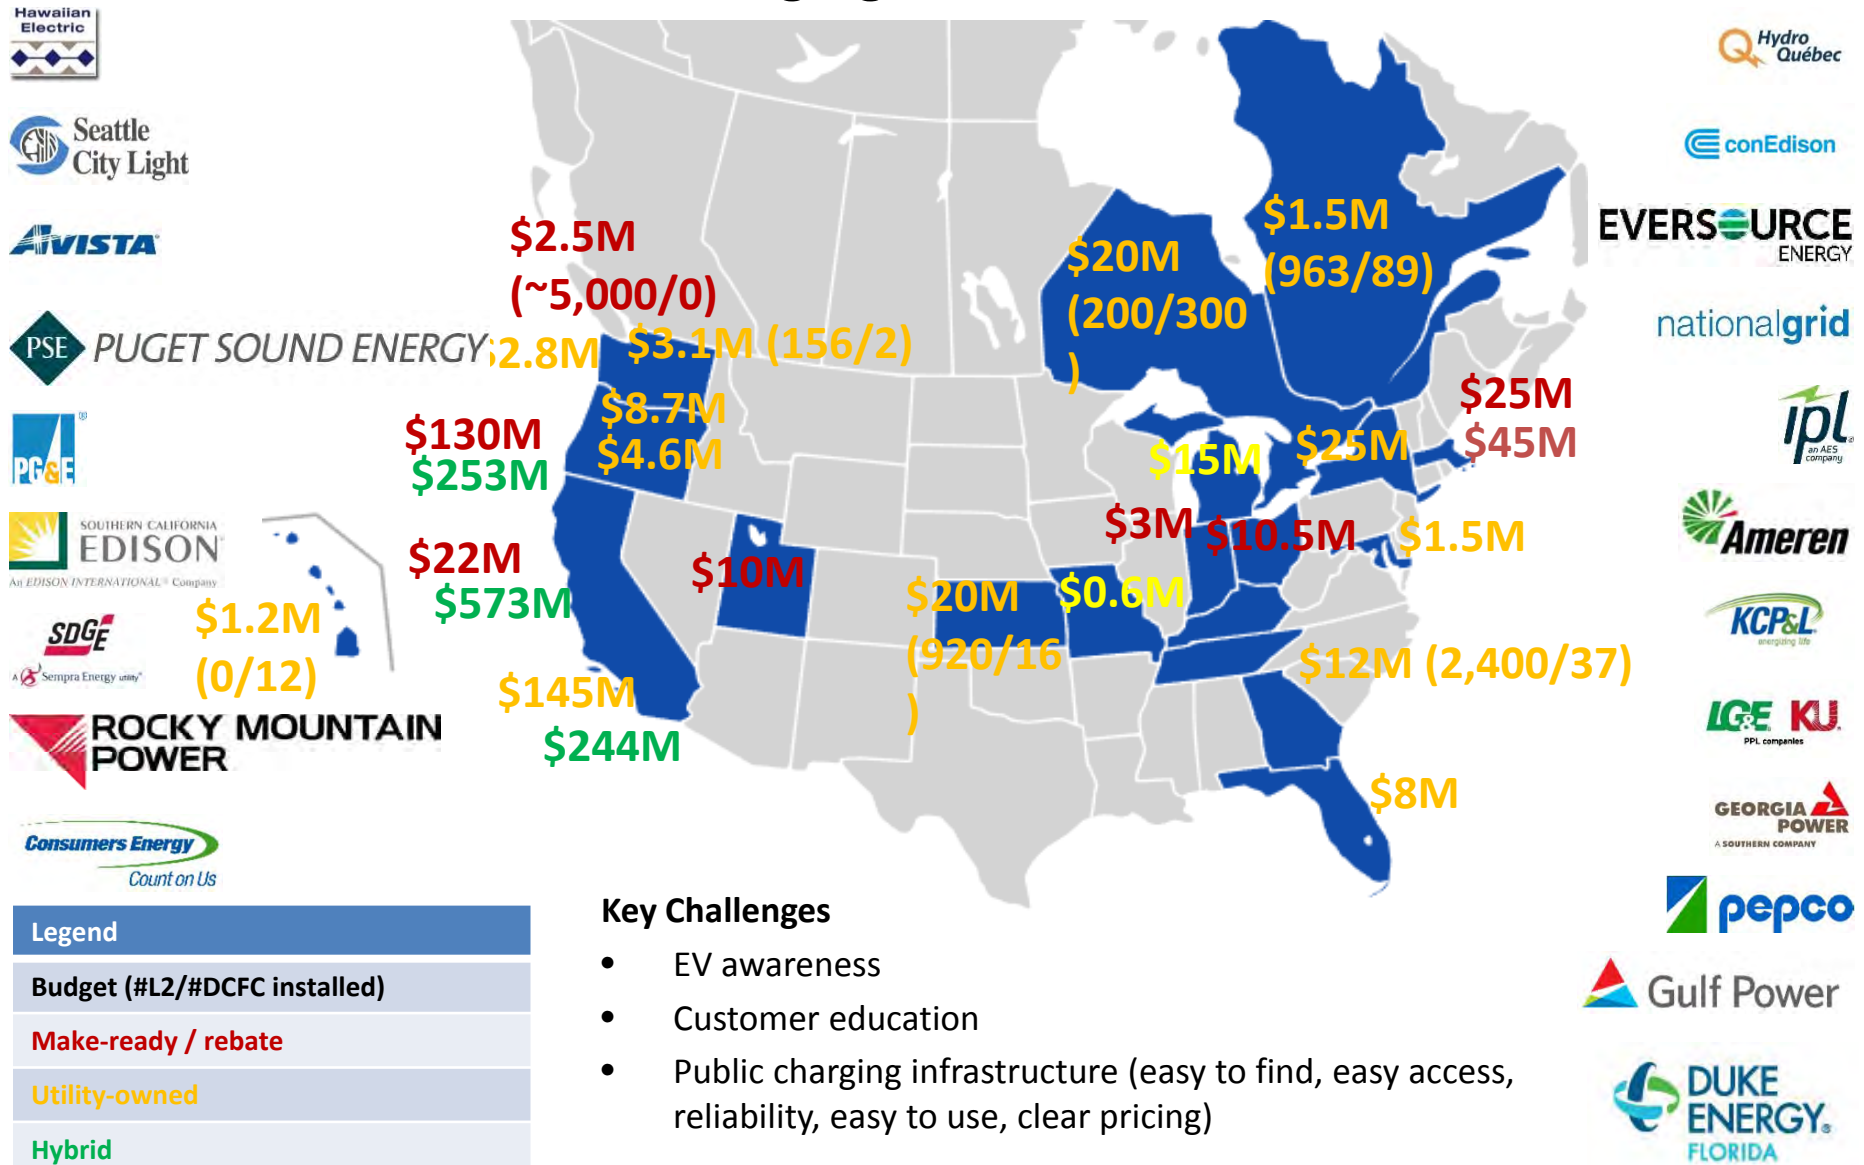 Hawaiian
Electric
Seattle
City Light
AVISTA
PSE PUGET SOUND ENERGY
PG&E
SOUTHERN CALIFORNIA
EDISON
An EDISON INTERNATIONAL® Company
SDGE
A Sempra Energy utility®
ROCKY MOUNTAIN
POWER
Consumers Energy
Count on Us
$2.5M
(~5,000/0)
$2.8M
$3.1M (156/2)
$8.7M
$4.6M
$130M
$253M
$22M
$573M
$1.2M
(0/12)
$145M
$244M
$10M
$20M
(920/16
)
$0.6M
$3M
$10.5M
$15M
$20M
(200/300
)
$1.5M
(963/89)
$25M
$25M
$45M
$1.5M
$12M (2,400/37)
$8M
Hydro
Québec
conEdison
EVERSOURCE
ENERGY
nationalgrid
ipl
an AES
company
Ameren
KCP&L
energizing life
LG&E KU
PPL companies
GEORGIA
POWER
A SOUTHERN COMPANY
pepco
Gulf Power
DUKE
ENERGY®
FLORIDA
Legend
Budget (#L2/#DCFC installed)
Make-ready / rebate
Utility-owned
Hybrid
Key Challenges
• EV awareness
• Customer education
• Public charging infrastructure (easy to find, easy access,
reliability, easy to use, clear pricing)